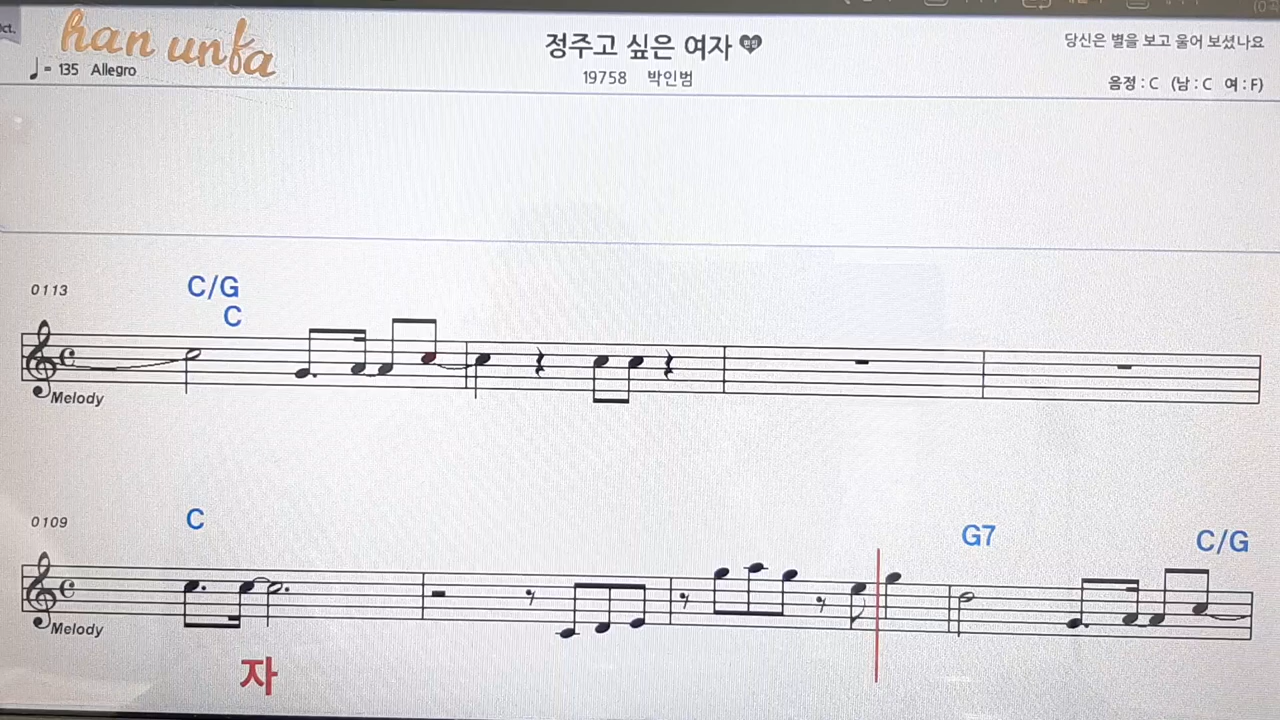 han unfa
정주고 싶은 여자
당신은 별을 보고 울어 보셨나요
= 135 Allegro
19758 박인범
음정 : C (남 : C 여 : F)
0113
C/G
C
Melody
0109
C
G7
C/G
Melody
자